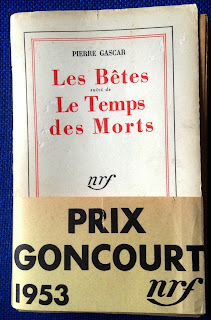 PIERRE GASCAR
Les Bêtes
suivi de
Le Temps
des Morts
nrf
PRIX
GONCOURT
1953 nrf